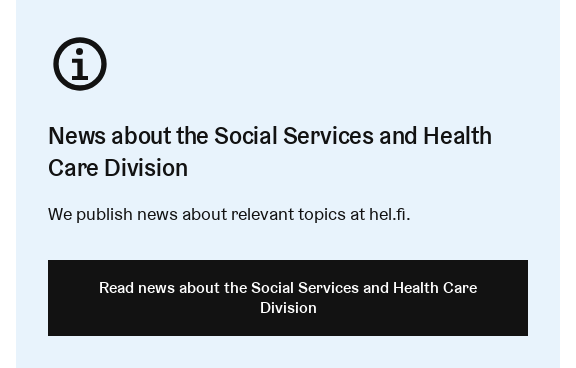 News about the Social Services and Health
Care Division
We publish news about relevant topics at hel.fi.
Read news about the Social Services and Health Care
Division